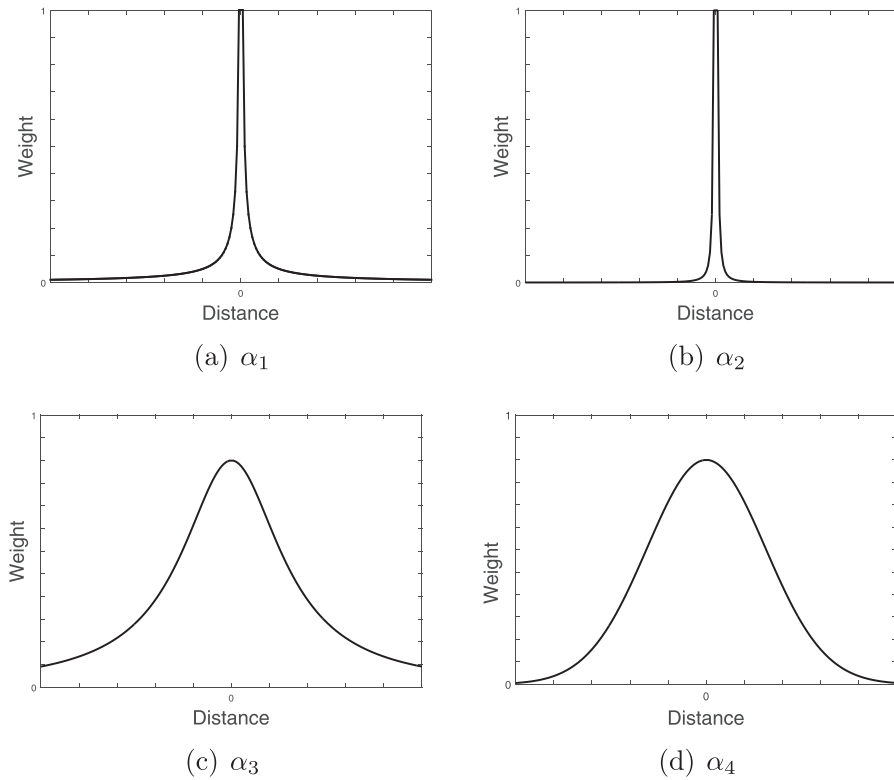 1
1
Weight
Weight
0
0
0
0
Distance
Distance
(a) α₁
(b) α₂
1
1
Weight
Weight
0
0
0
0
Distance
Distance
(c) α₃
(d) α₄